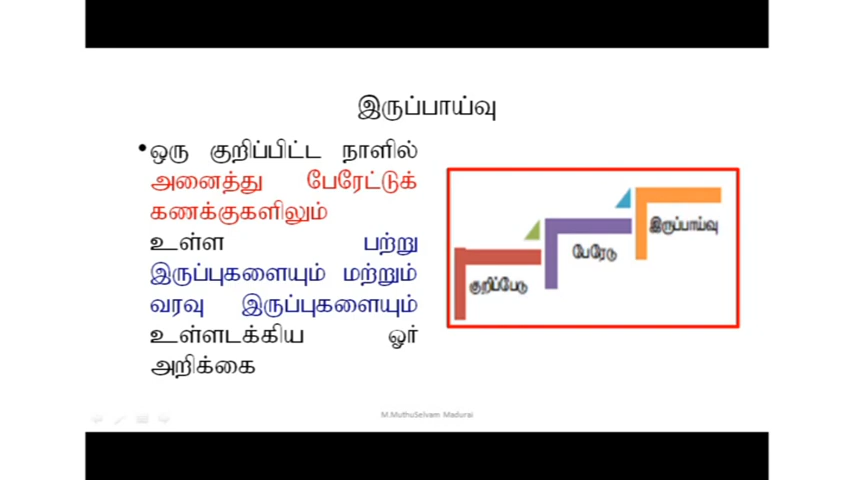 இருப்பாய்வு
•ஒரு குறிப்பிட்ட நாளில்
அனைத்து பேரேட்டுக்
கணக்குகளிலும்
உள்ள பற்று
இருப்புகளையும் மற்றும்
வரவு இருப்புகளையும்
உள்ளடக்கிய ஓர்
அறிக்கை
இருப்பாய்வு
பேரேடு
குறிப்பேடு
M.MuthuSelvam Madurai